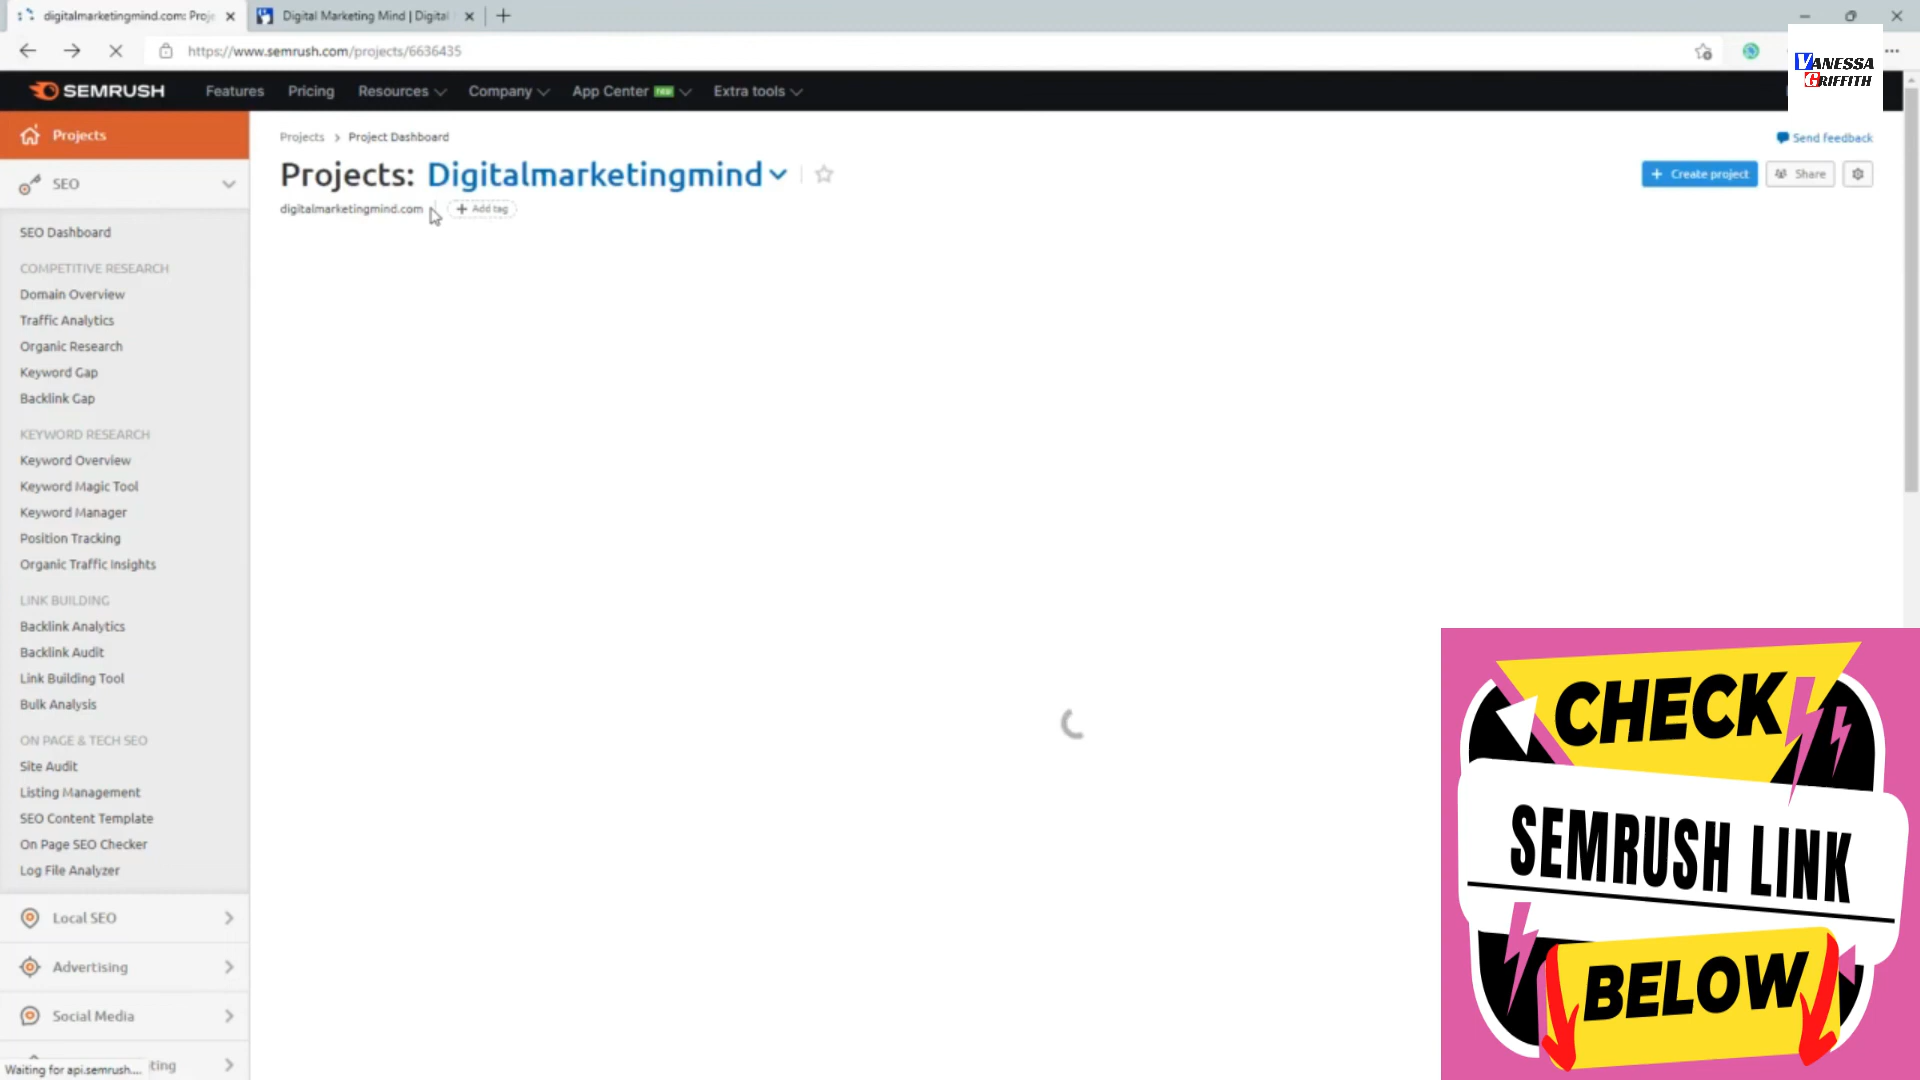 digitalmarketingmind.com: Proje
Digital Marketing Mind | Digital
https://www.semrush.com/projects/6636435
VANESSA
GRIFFITH
SEMRUSH
Features
Pricing
Resources
Company
App Center new
Extra tools
Projects
SEO
SEO Dashboard
COMPETITIVE RESEARCH
Domain Overview
Traffic Analytics
Organic Research
Keyword Gap
Backlink Gap
KEYWORD RESEARCH
Keyword Overview
Keyword Magic Tool
Keyword Manager
Position Tracking
Organic Traffic Insights
LINK BUILDING
Backlink Analytics
Backlink Audit
Link Building Tool
Bulk Analysis
ON PAGE & TECH SEO
Site Audit
Listing Management
SEO Content Template
On Page SEO Checker
Log File Analyzer
Local SEO
Advertising
Social Media
ting
Waiting for api.semrush....
Projects > Project Dashboard
Send feedback
Projects: Digitalmarketingmind
+ Create project
Share
digitalmarketingmind.com
+ Add tag
CHECK
SEMRUSH LINK
BELOW